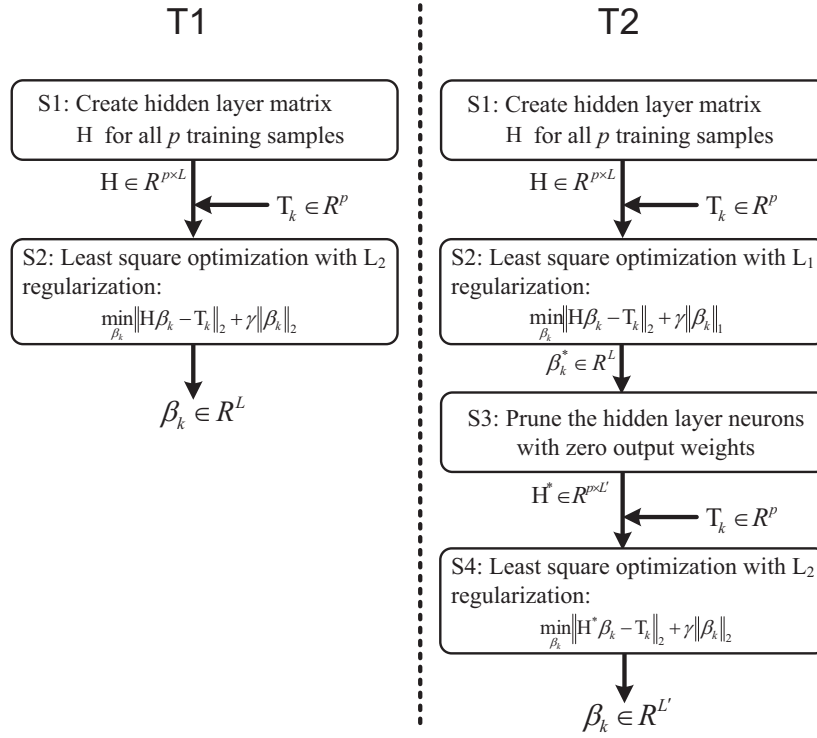 T1
S1: Create hidden layer matrix
H for all p training samples
H ∈ R^{p×L}
T_k ∈ R^p
S2: Least square optimization with L_2
regularization:
min_{β_k} ‖Hβ_k − T_k‖_2 + γ‖β_k‖_2
β_k ∈ R^L
T2
S1: Create hidden layer matrix
H for all p training samples
H ∈ R^{p×L}
T_k ∈ R^p
S2: Least square optimization with L_1
regularization:
min_{β_k} ‖Hβ_k − T_k‖_2 + γ‖β_k‖_1
β_k^* ∈ R^L
S3: Prune the hidden layer neurons
with zero output weights
H^* ∈ R^{p×L'}
T_k ∈ R^p
S4: Least square optimization with L_2
regularization:
min_{β_k} ‖H^*β_k − T_k‖_2 + γ‖β_k‖_2
β_k ∈ R^{L'}